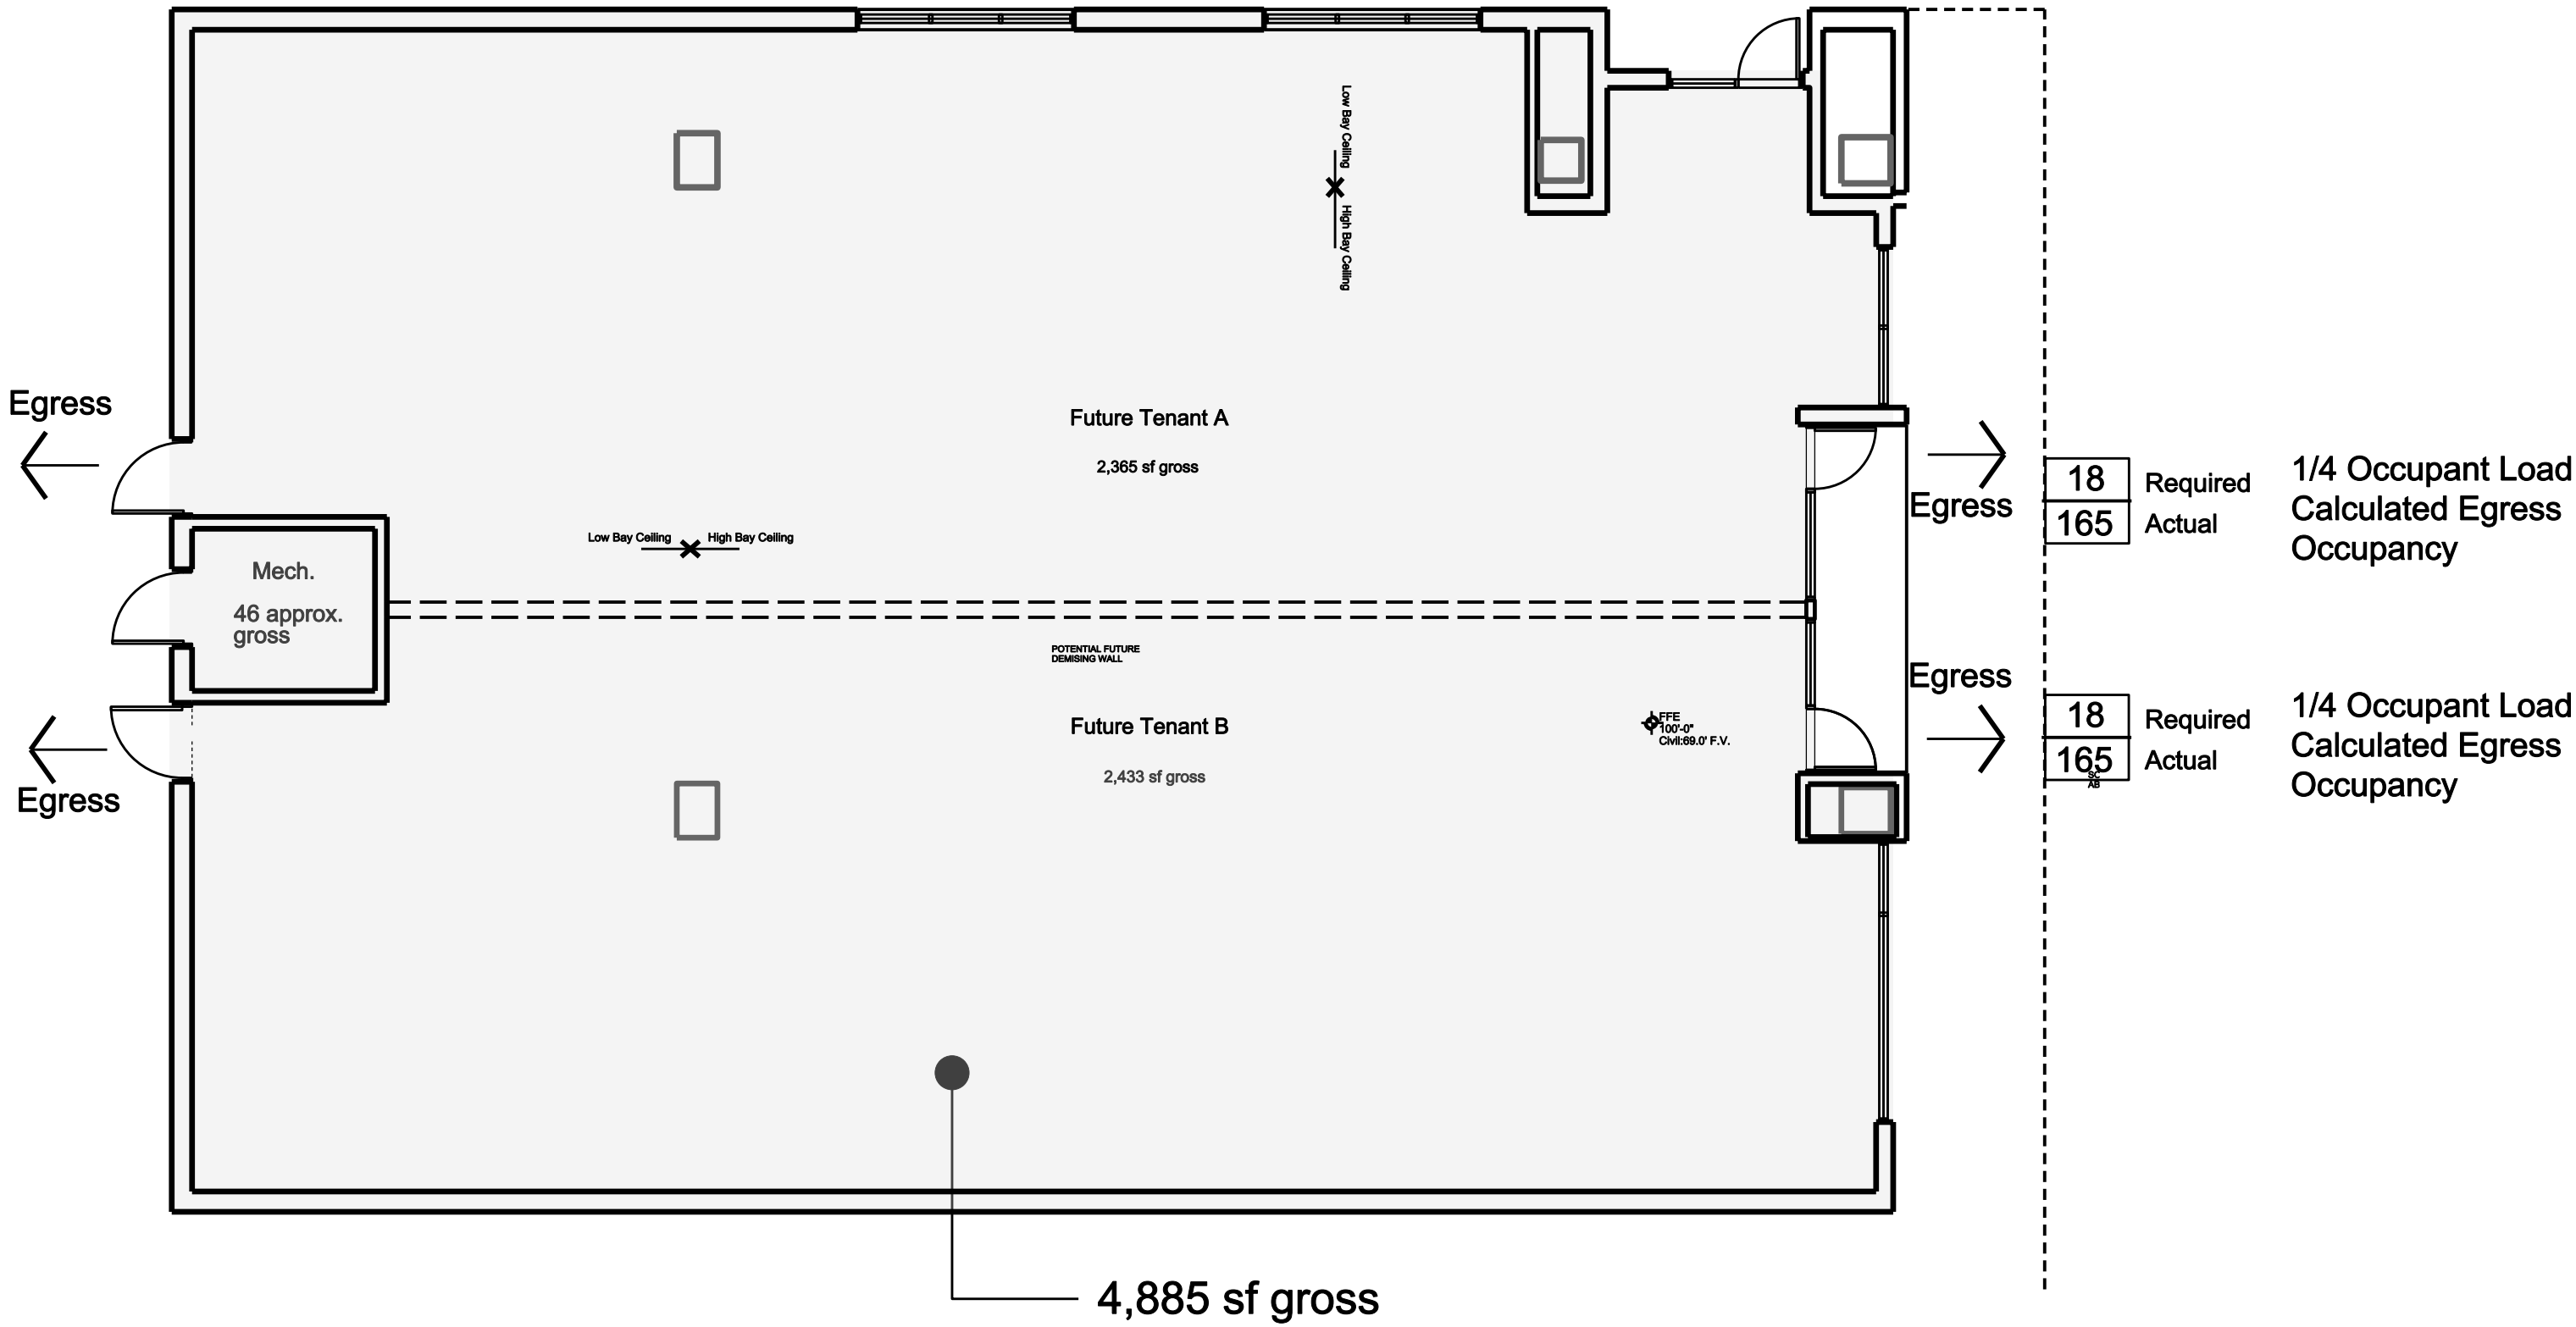 Low Bay Ceiling
High Bay Ceiling
Egress
Future Tenant A
2,365 sf gross
Egress
18
Required
165
Actual
1/4 Occupant Load
Calculated Egress
Occupancy
Low Bay Ceiling
High Bay Ceiling
Mech.
46 approx.
gross
POTENTIAL FUTURE
DEMISING WALL
Egress
Future Tenant B
2,433 sf gross
FFE
100'-0"
Civil:69.0' F.V.
Egress
18
Required
165
Actual
SC
AB
1/4 Occupant Load
Calculated Egress
Occupancy
4,885 sf gross